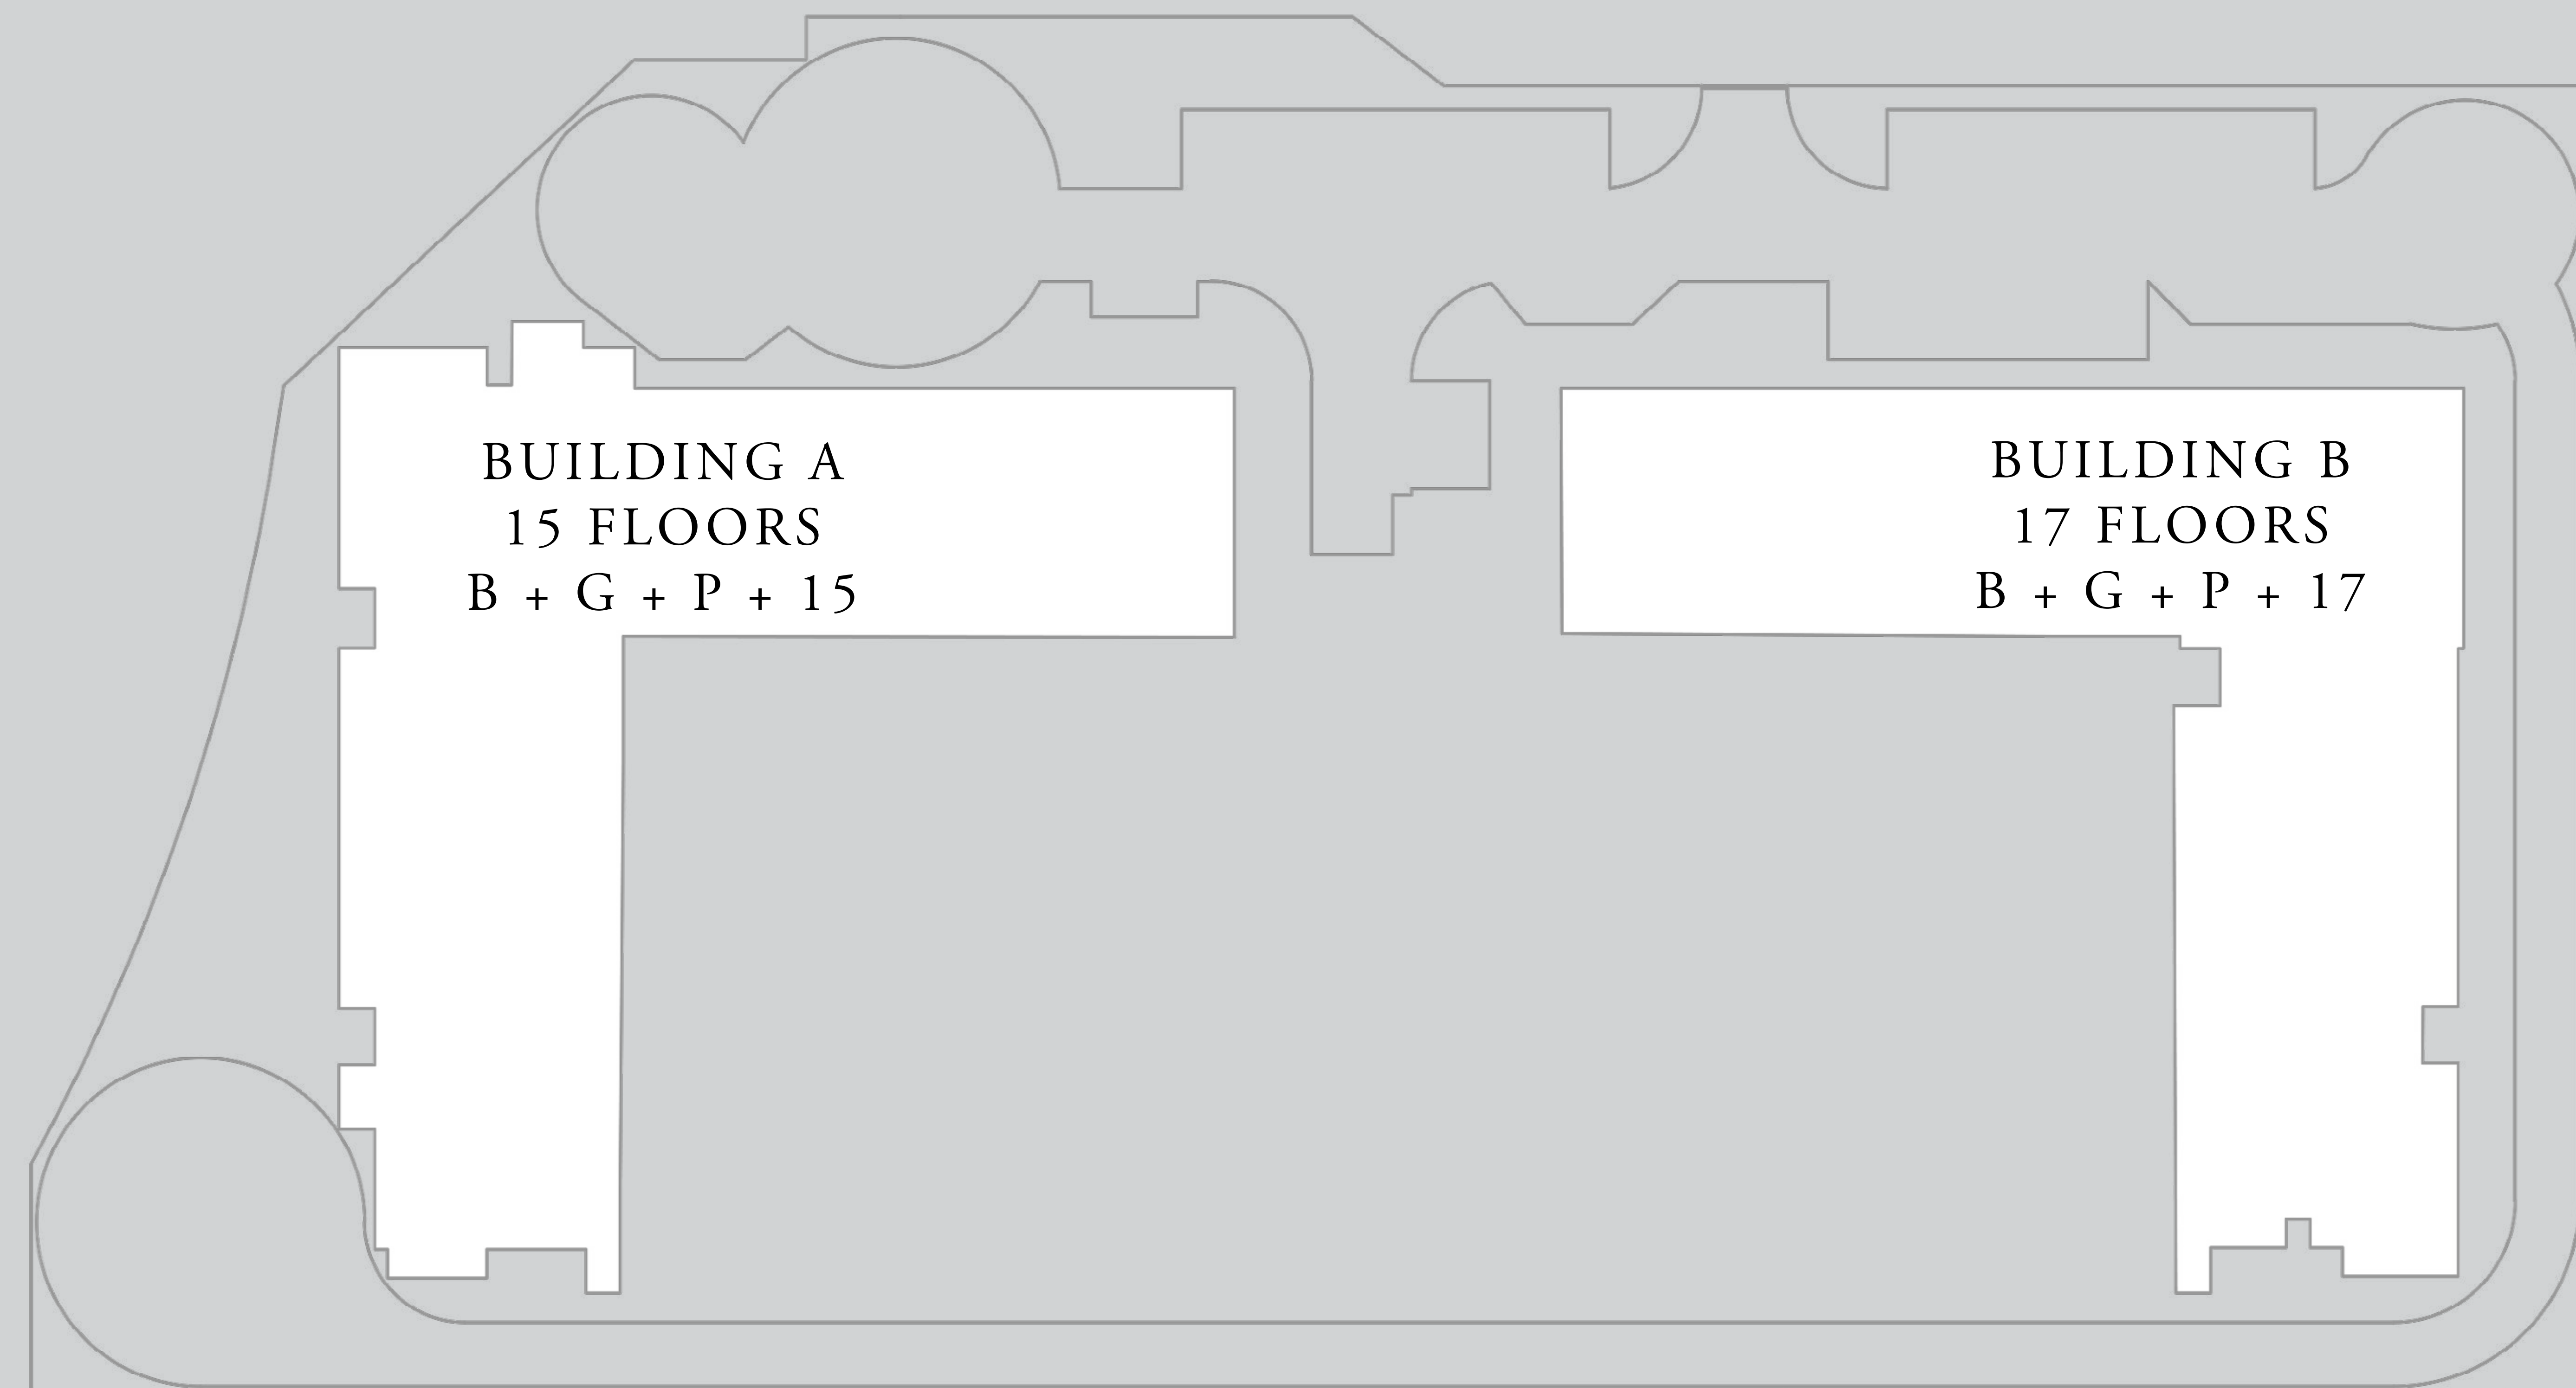 BUILDING A
15 FLOORS
B + G + P + 15
BUILDING B
17 FLOORS
B + G + P + 17